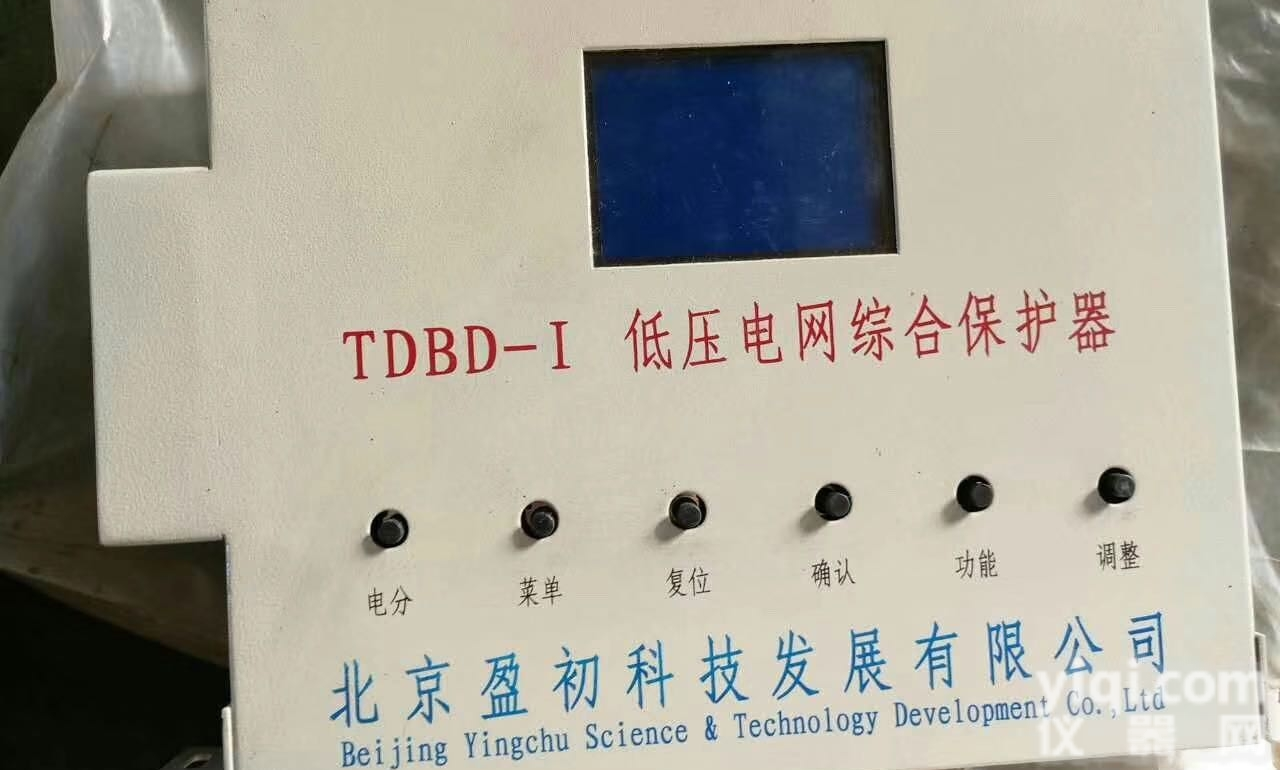 TDBD-I 低压电网综合保护器
电分 菜单 复位 确认 功能 调整
北京盈初科技发展有限公司
Beijing Yingchu Science & Technology Development Co.,Ltd
yiqi.com
仪器网